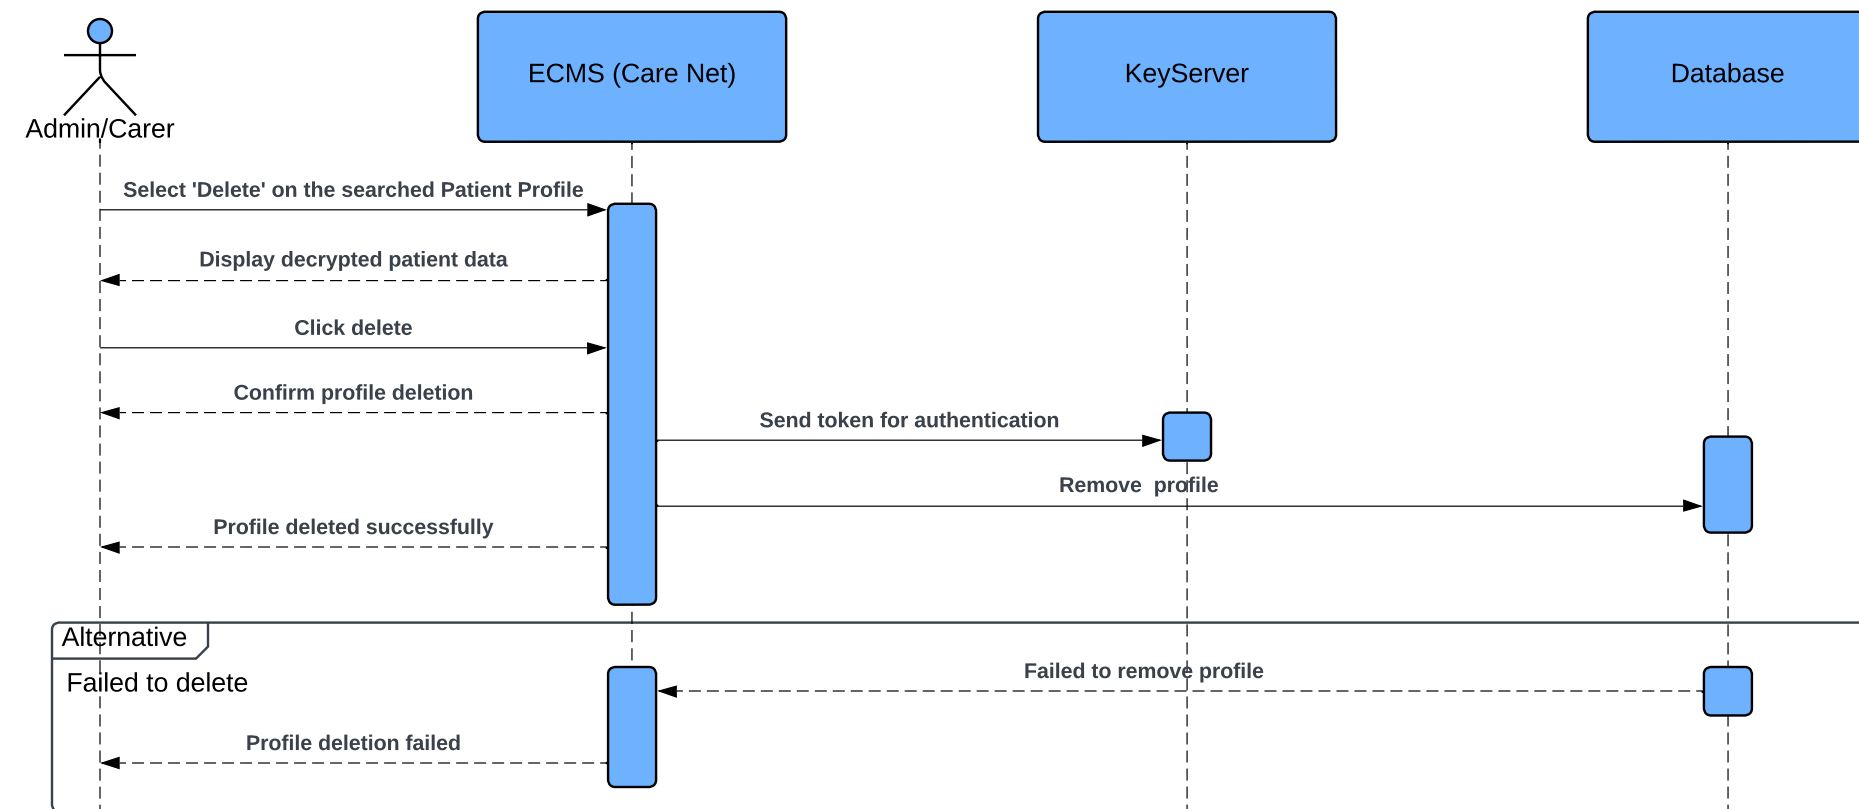 Admin/Carer
ECMS (Care Net)
KeyServer
Database
Select 'Delete' on the searched Patient Profile
Display decrypted patient data
Click delete
Confirm profile deletion
Send token for authentication
Remove  profile
Profile deleted successfully
Alternative
Failed to delete
Failed to remove profile
Profile deletion failed